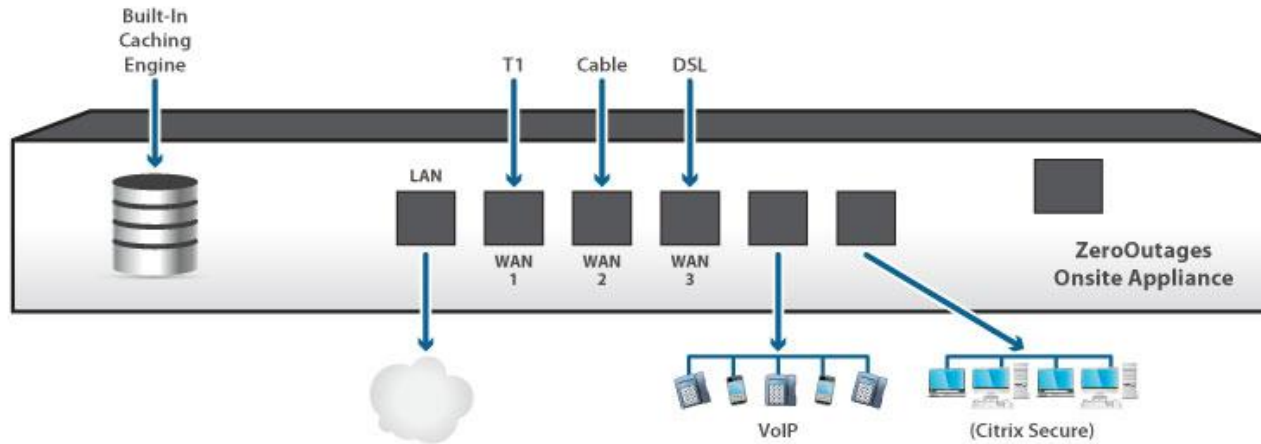 Built-In
Caching
Engine
T1
Cable
DSL
LAN
WAN
1
WAN
2
WAN
3
ZeroOutages
Onsite Appliance
VoIP
(Citrix Secure)